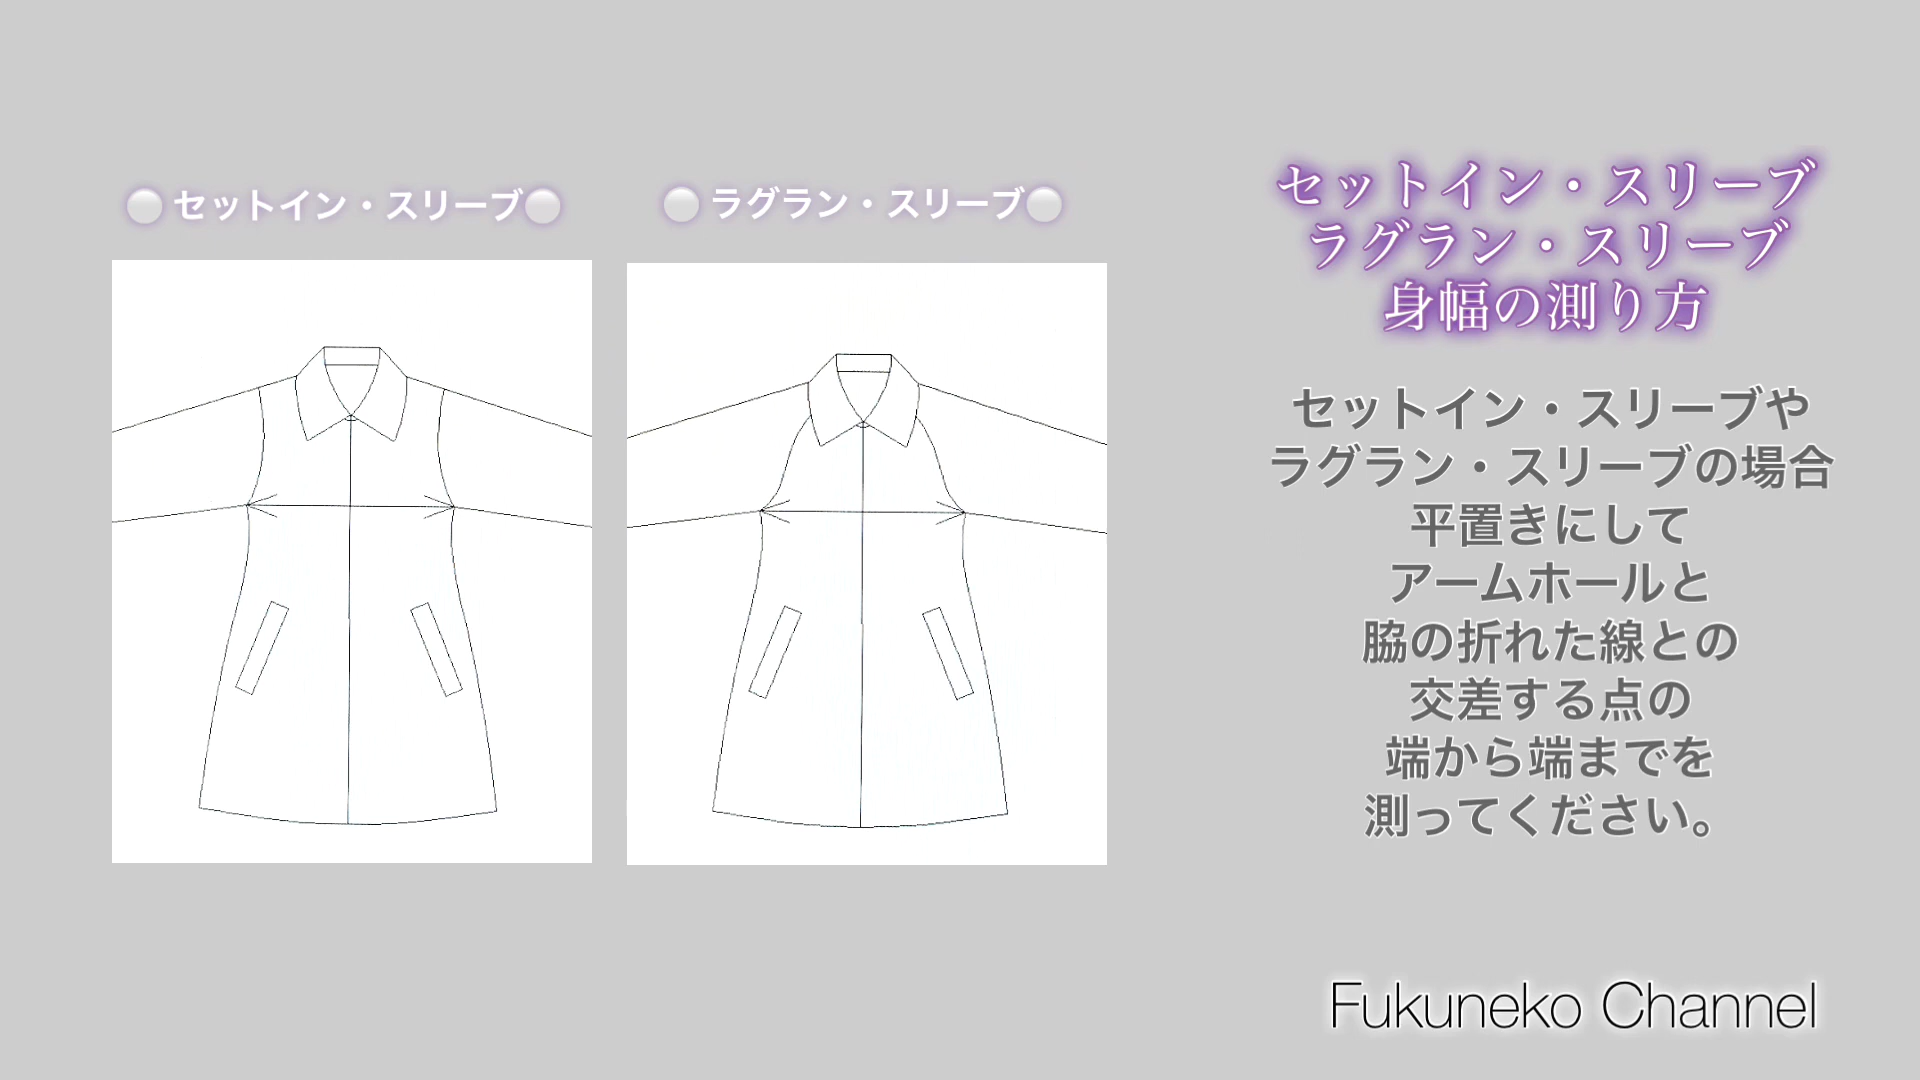 ⚪️ セットイン・スリーブ⚪️
⚪️ ラグラン・スリーブ⚪️
セットイン・スリーブ
ラグラン・スリーブ
身幅の測り方
セットイン・スリーブや
ラグラン・スリーブの場合
平置きにして
アームホールと
脇の折れた線との
交差する点の
端から端までを
測ってください。
Fukuneko Channel